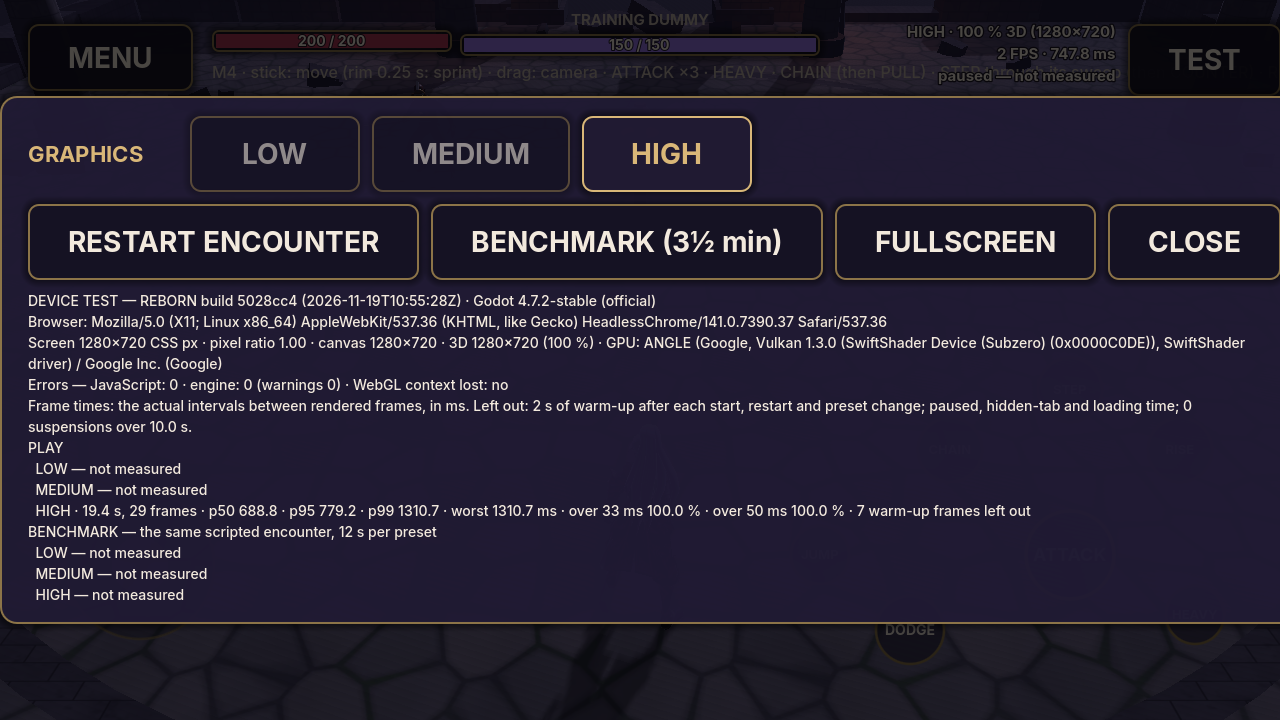 TRAINING DUMMY
MENU
200 / 200
150 / 150
HIGH · 100 % 3D (1280×720)
2 FPS · 747.8 ms
paused — not measured
TEST
M4 · stick: move (rim 0.25 s: sprint) · drag: camera · ATTACK ×3 · HEAVY · CHAIN (then PULL) · STEP
GRAPHICS
LOW
MEDIUM
HIGH
RESTART ENCOUNTER
BENCHMARK (3½ min)
FULLSCREEN
CLOSE
DEVICE TEST — REBORN build 5028cc4 (2026-11-19T10:55:28Z) · Godot 4.7.2-stable (official)
Browser: Mozilla/5.0 (X11; Linux x86_64) AppleWebKit/537.36 (KHTML, like Gecko) HeadlessChrome/141.0.7390.37 Safari/537.36
Screen 1280×720 CSS px · pixel ratio 1.00 · canvas 1280×720 · 3D 1280×720 (100 %) · GPU: ANGLE (Google, Vulkan 1.3.0 (SwiftShader Device (Subzero) (0x0000C0DE)), SwiftShader
driver) / Google Inc. (Google)
Errors — JavaScript: 0 · engine: 0 (warnings 0) · WebGL context lost: no
Frame times: the actual intervals between rendered frames, in ms. Left out: 2 s of warm-up after each start, restart and preset change; paused, hidden-tab and loading time; 0
suspensions over 10.0 s.
PLAY
LOW — not measured
MEDIUM — not measured
HIGH · 19.4 s, 29 frames · p50 688.8 · p95 779.2 · p99 1310.7 · worst 1310.7 ms · over 33 ms 100.0 % · over 50 ms 100.0 % · 7 warm-up frames left out
BENCHMARK — the same scripted encounter, 12 s per preset
LOW — not measured
MEDIUM — not measured
HIGH — not measured
DODGE